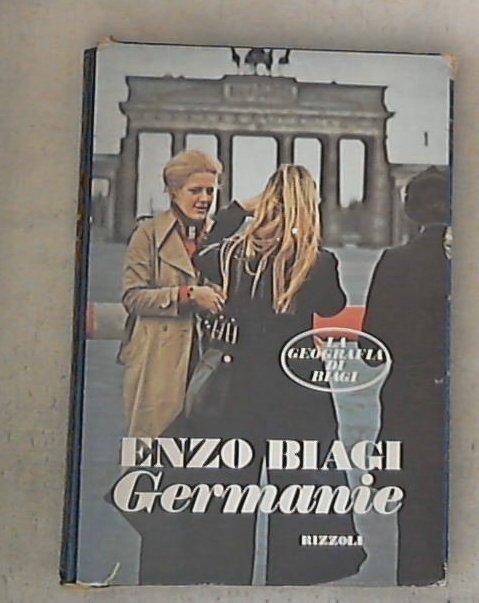 LA
GEOGRAFIA
DI
BIAGI
ENZO BIAGI
Germanie
RIZZOLI